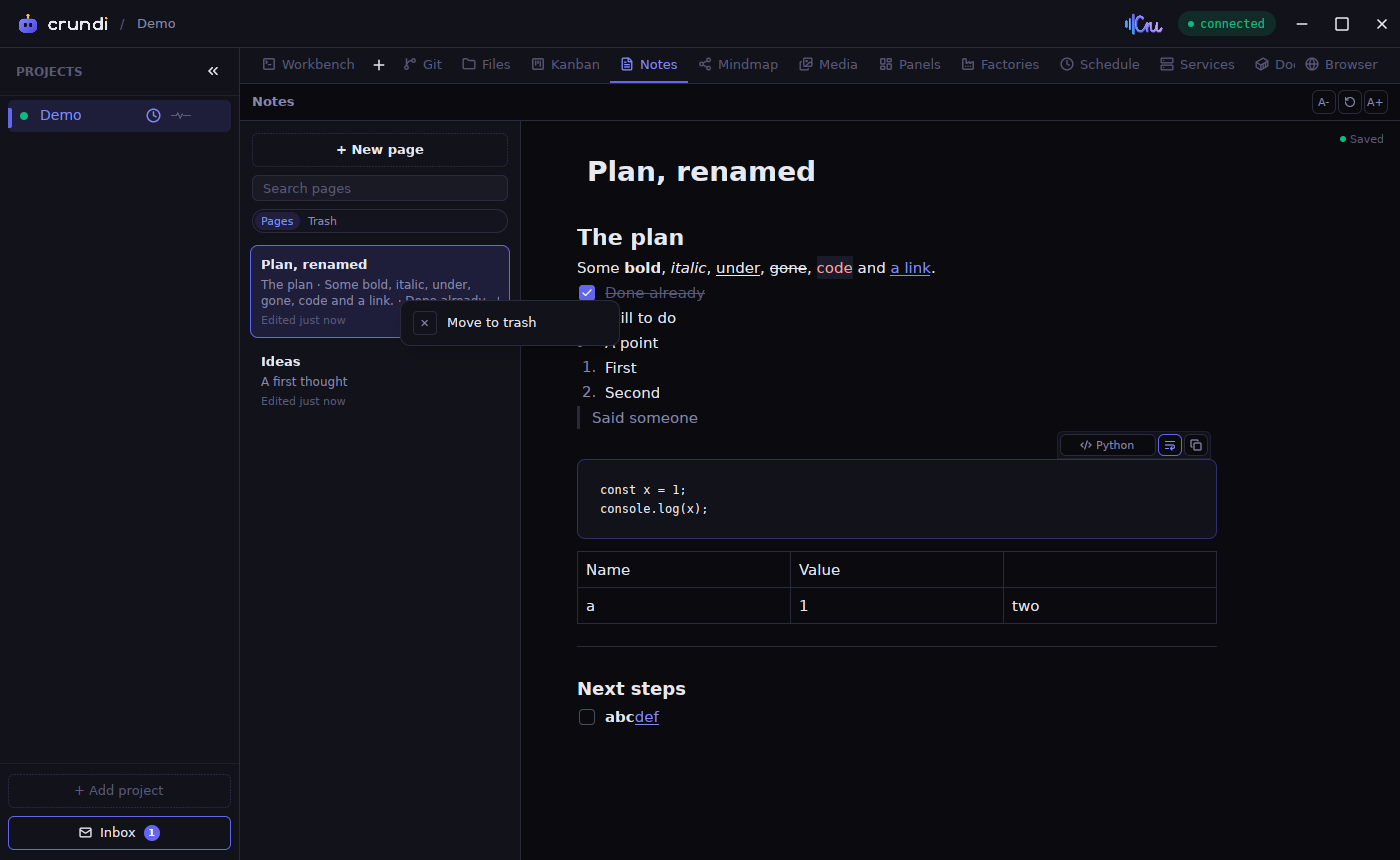 crundi / Demo
Cru
connected
PROJECTS
Demo
+ Add project
Inbox 1
Workbench + Git Files Kanban Notes Mindmap Media Panels Factories Schedule Services Browser
Notes
A- A+
+ New page
Search pages
Pages Trash
Plan, renamed
The plan · Some bold, italic, under,
gone, code and a link. · Done already
Edited just now
Move to trash
Ideas
A first thought
Edited just now
Saved
Plan, renamed
The plan
Some bold, italic, under, gone, code and a link.
Done already
to do
point
1. First
2. Second
Said someone
</> Python
const x = 1;
console.log(x);
Name Value
a 1 two
Next steps
abcdef